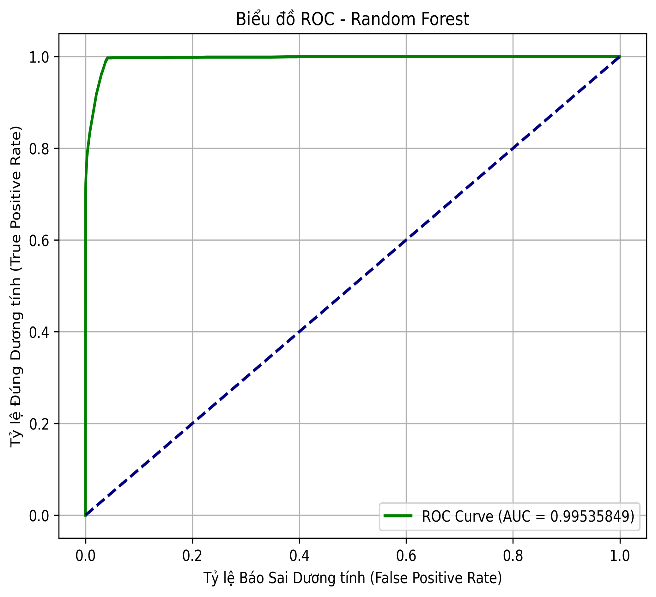 Biểu đồ ROC - Random Forest
Tỷ lệ Đúng Dương tính (True Positive Rate)
1.0
0.8
0.6
0.4
0.2
0.0
ROC Curve (AUC = 0.99535849)
0.0 0.2 0.4 0.6 0.8 1.0
Tỷ lệ Báo Sai Dương tính (False Positive Rate)